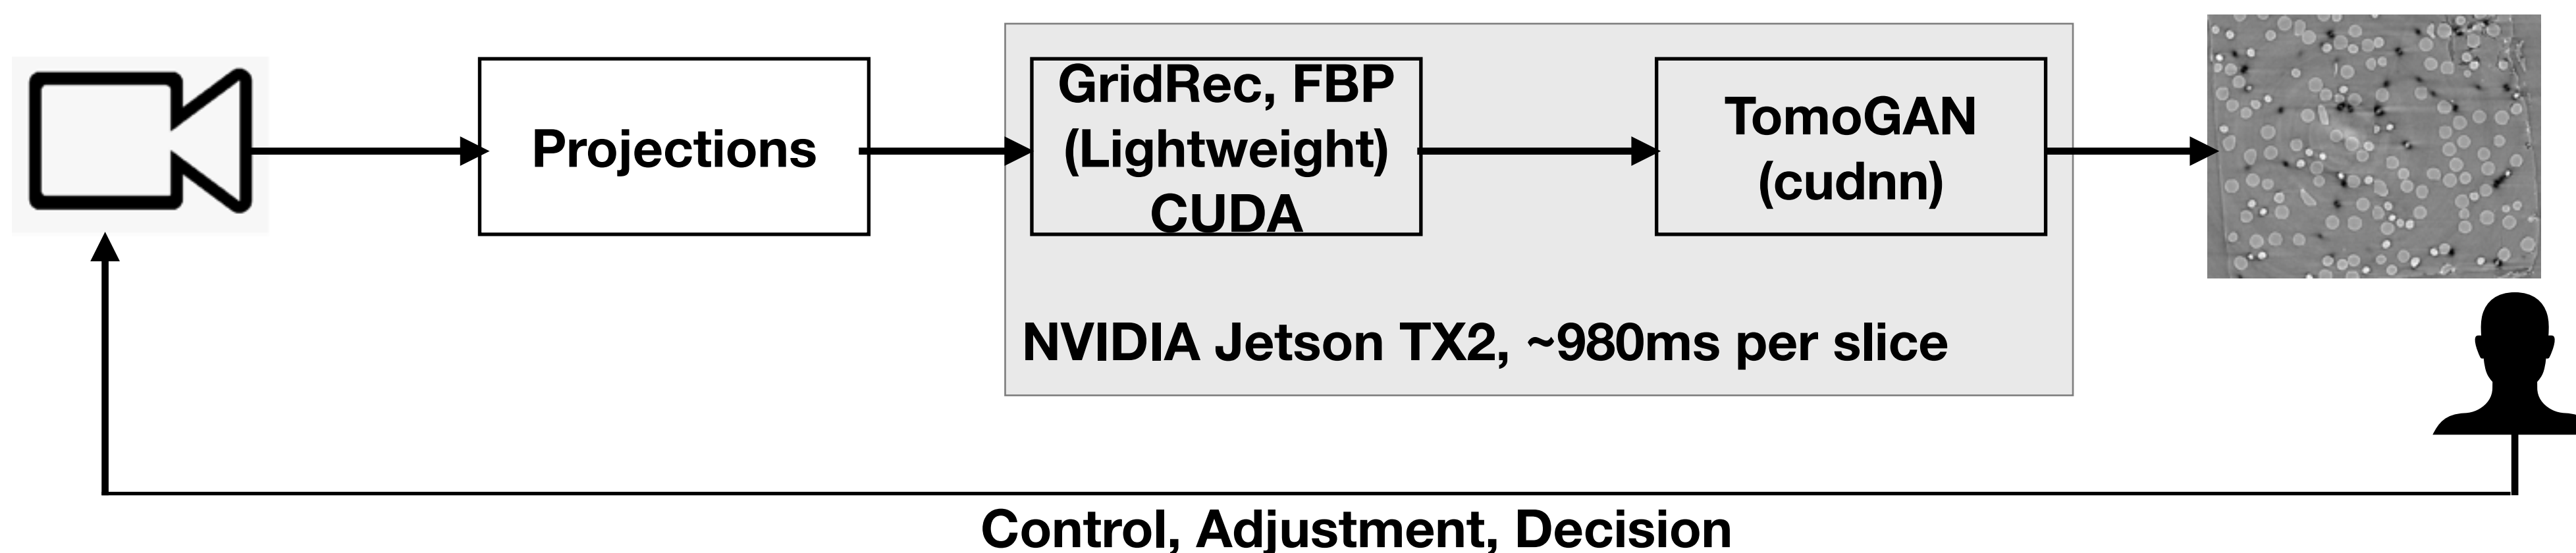 Projections
GridRec, FBP
(Lightweight)
CUDA
TomoGAN
(cudnn)
NVIDIA Jetson TX2, ~980ms per slice
Control, Adjustment, Decision